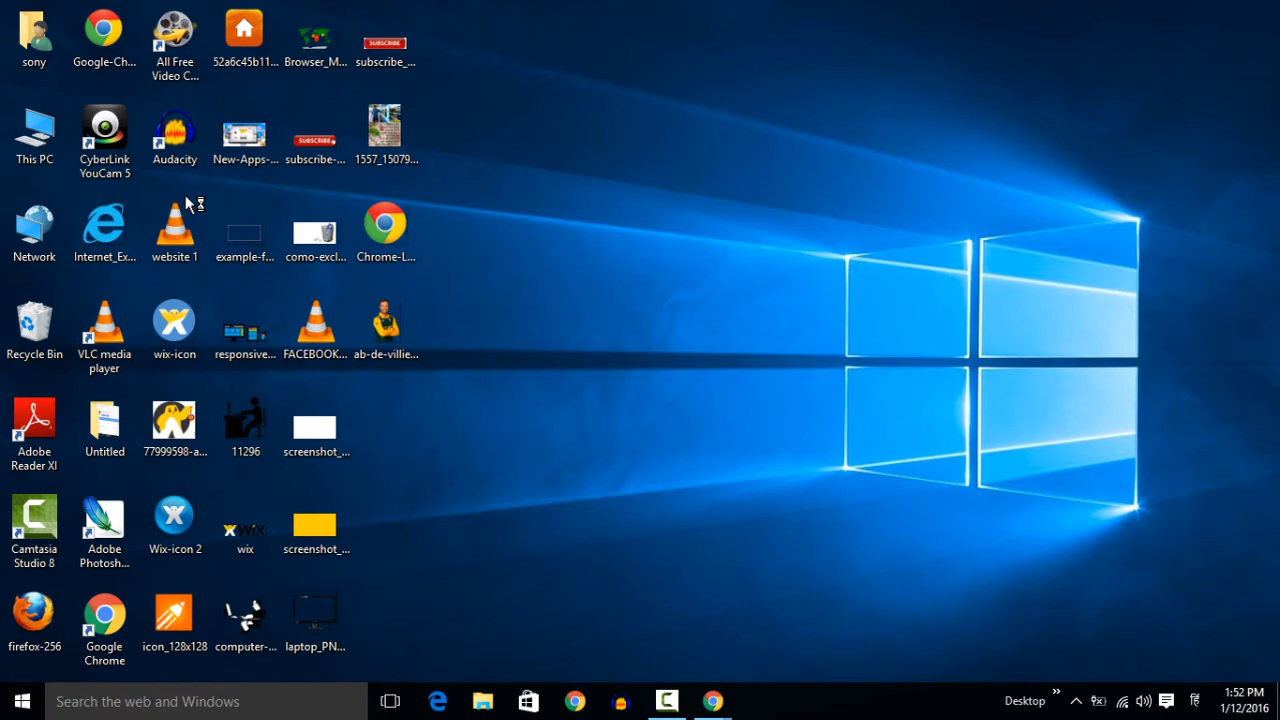 sony
Google-Ch...
All Free
Video C...
52a6c45b11...
Browser_M...
SUBSCRIBE
subscribe_...
This PC
CyberLink
YouCam 5
Audacity
New-Apps-...
SUBSCRIBE
subscribe-...
1557_15079...
Network
Internet_Ex...
website 1
example-f...
como-excl...
Chrome-L...
Recycle Bin
VLC media
player
wix-icon
responsive...
FACEBOOK...
ab-de-villie...
Adobe
Reader XI
Untitled
77999598-a...
11296
screenshot_...
Camtasia
Studio 8
Adobe
Photosh...
Wix-icon 2
WIX
wix
screenshot_...
firefox-256
Google
Chrome
icon_128x128
computer-...
laptop_PN...
Search the web and Windows
Desktop
हिं
1:52 PM
1/12/2016